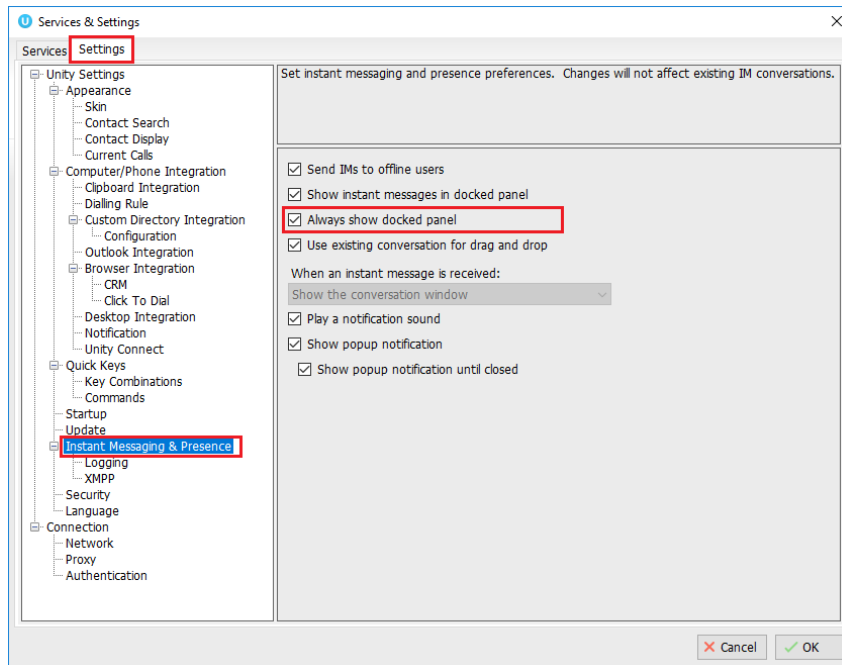 Services & Settings
Services Settings
Unity Settings
Appearance
Skin
Contact Search
Contact Display
Current Calls
Computer/Phone Integration
Clipboard Integration
Dialling Rule
Custom Directory Integration
Configuration
Outlook Integration
Browser Integration
CRM
Click To Dial
Desktop Integration
Notification
Unity Connect
Quick Keys
Key Combinations
Commands
Startup
Update
Instant Messaging & Presence
Logging
XMPP
Security
Language
Connection
Network
Proxy
Authentication
Set instant messaging and presence preferences. Changes will not affect existing IM conversations.
Send IMs to offline users
Show instant messages in docked panel
Always show docked panel
Use existing conversation for drag and drop
When an instant message is received:
Show the conversation window
Play a notification sound
Show popup notification
Show popup notification until closed
Cancel OK